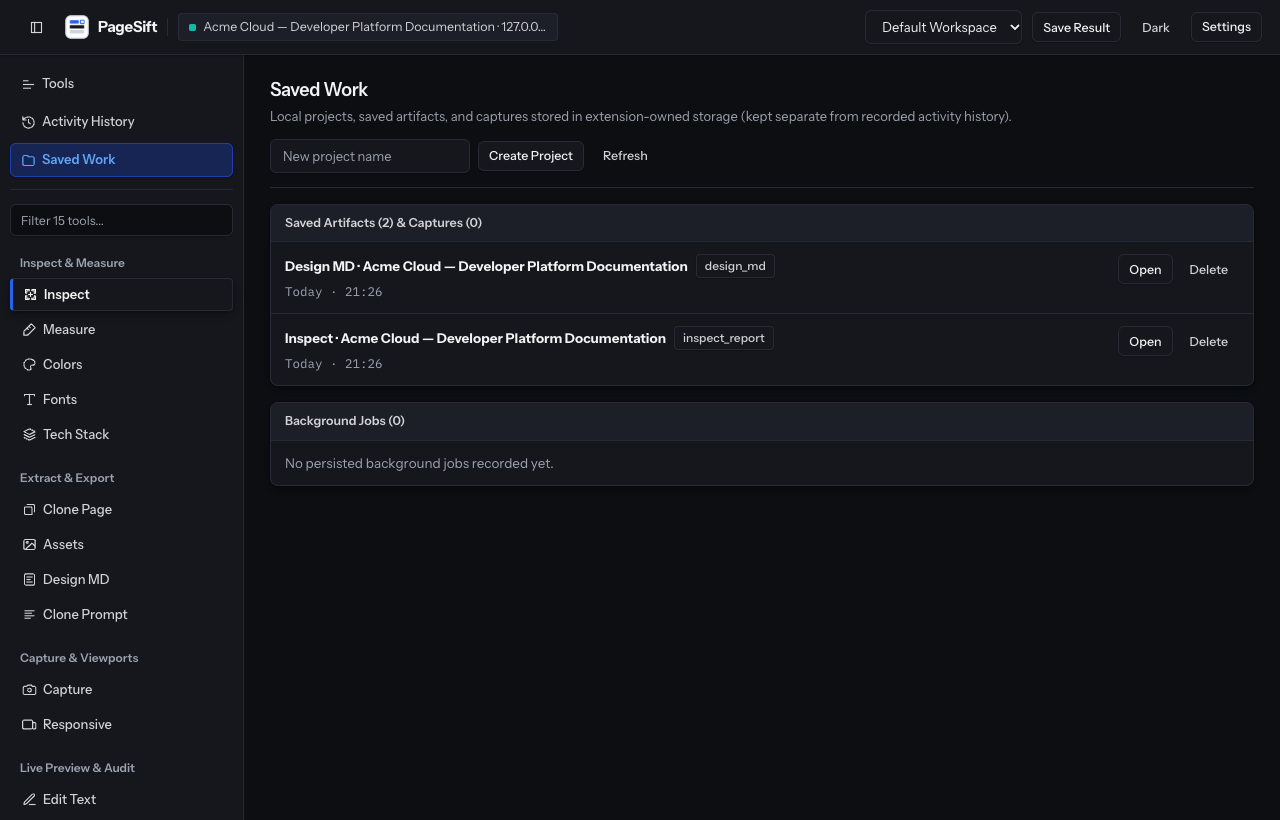 PageSift
Acme Cloud — Developer Platform Documentation · 127.0.0...
Default Workspace
Save Result
Dark
Settings
Tools
Activity History
Saved Work
Filter 15 tools...
Inspect & Measure
Inspect
Measure
Colors
Fonts
Tech Stack
Extract & Export
Clone Page
Assets
Design MD
Clone Prompt
Capture & Viewports
Capture
Responsive
Live Preview & Audit
Edit Text
Saved Work
Local projects, saved artifacts, and captures stored in extension-owned storage (kept separate from recorded activity history).
New project name
Create Project
Refresh
Saved Artifacts (2) & Captures (0)
Design MD · Acme Cloud — Developer Platform Documentation design_md
Today · 21:26
Open
Delete
Inspect · Acme Cloud — Developer Platform Documentation inspect_report
Today · 21:26
Open
Delete
Background Jobs (0)
No persisted background jobs recorded yet.